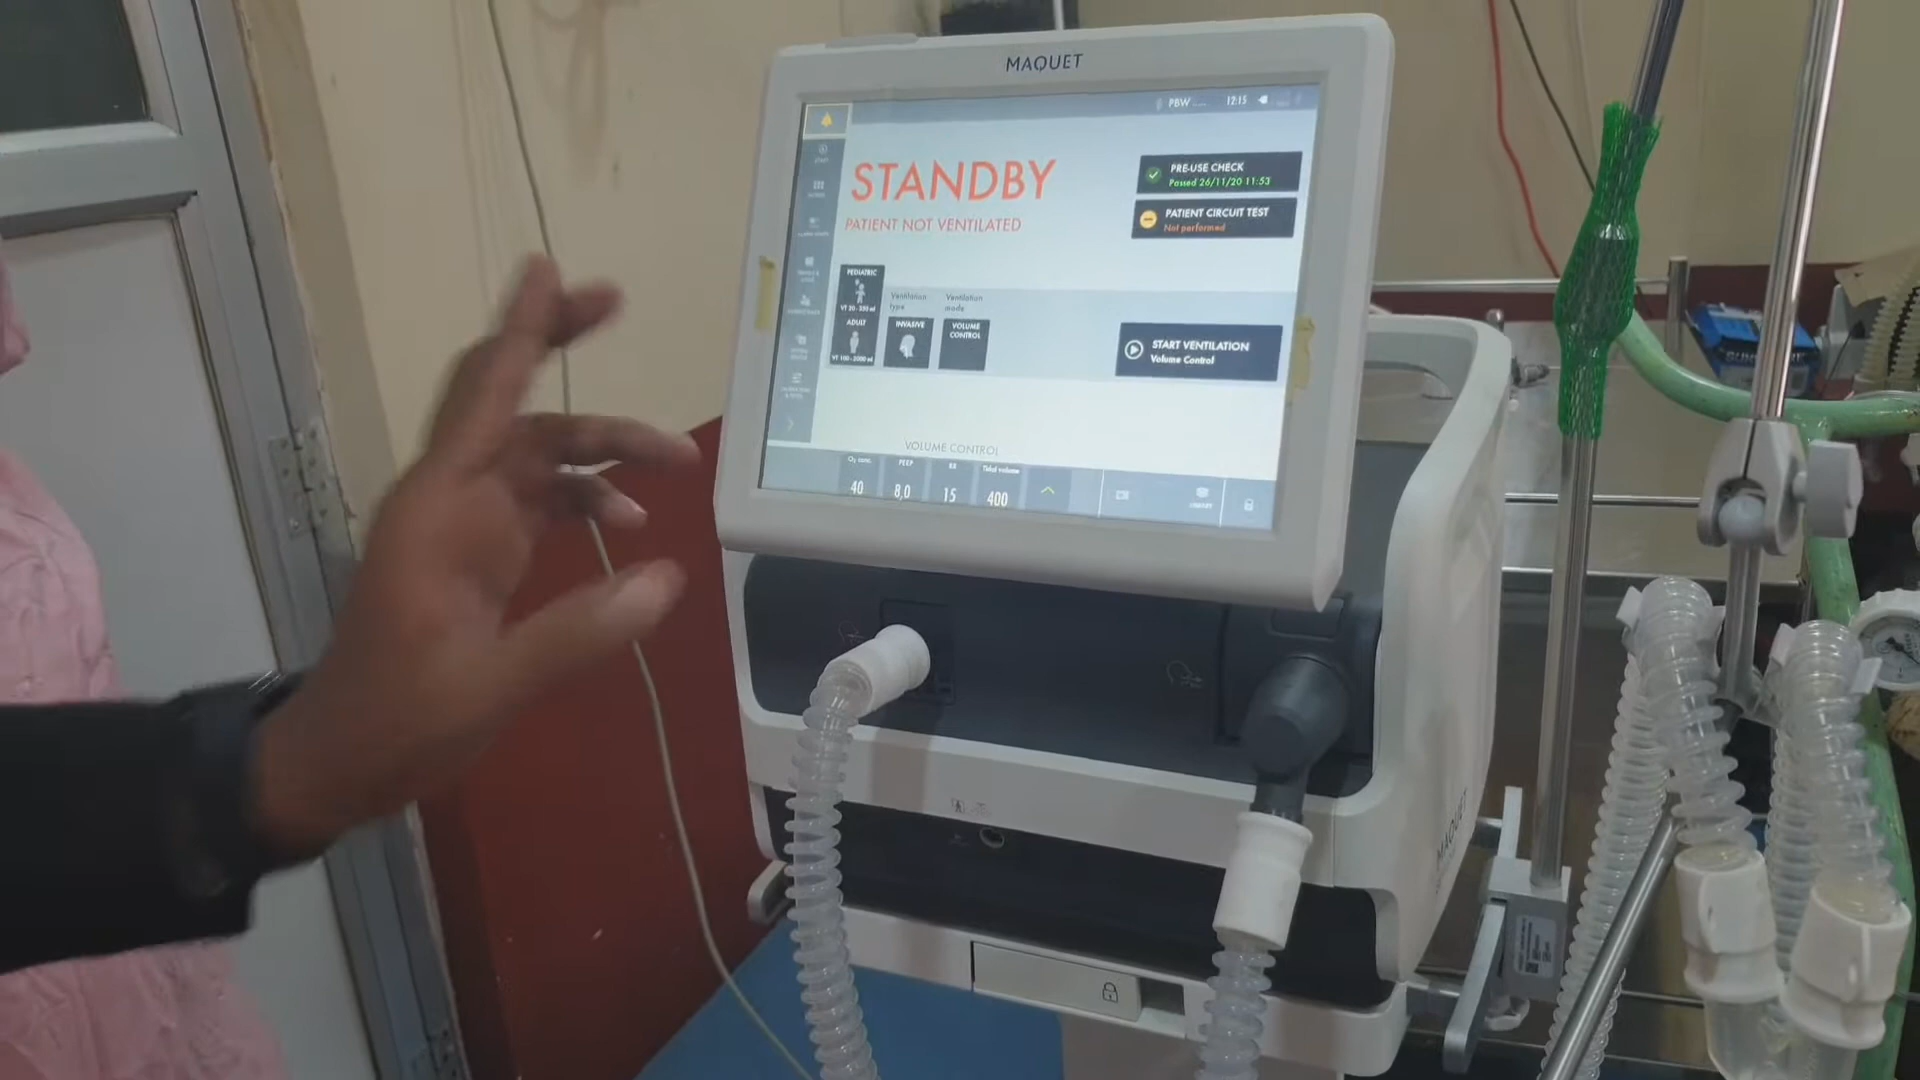 MAQUET
PBW
12:15
STANDBY
PATIENT NOT VENTILATED
PRE-USE CHECK
Passed 26/11/20 11:53
PATIENT CIRCUIT TEST
Not performed
PEDIATRIC
ADULT
Ventilation type
INVASIVE
Ventilation mode
VOLUME CONTROL
START VENTILATION
Volume Control
VOLUME CONTROL
O₂ conc. PEEP RR Tidal volume
40 8,0 15 400
MAQUET